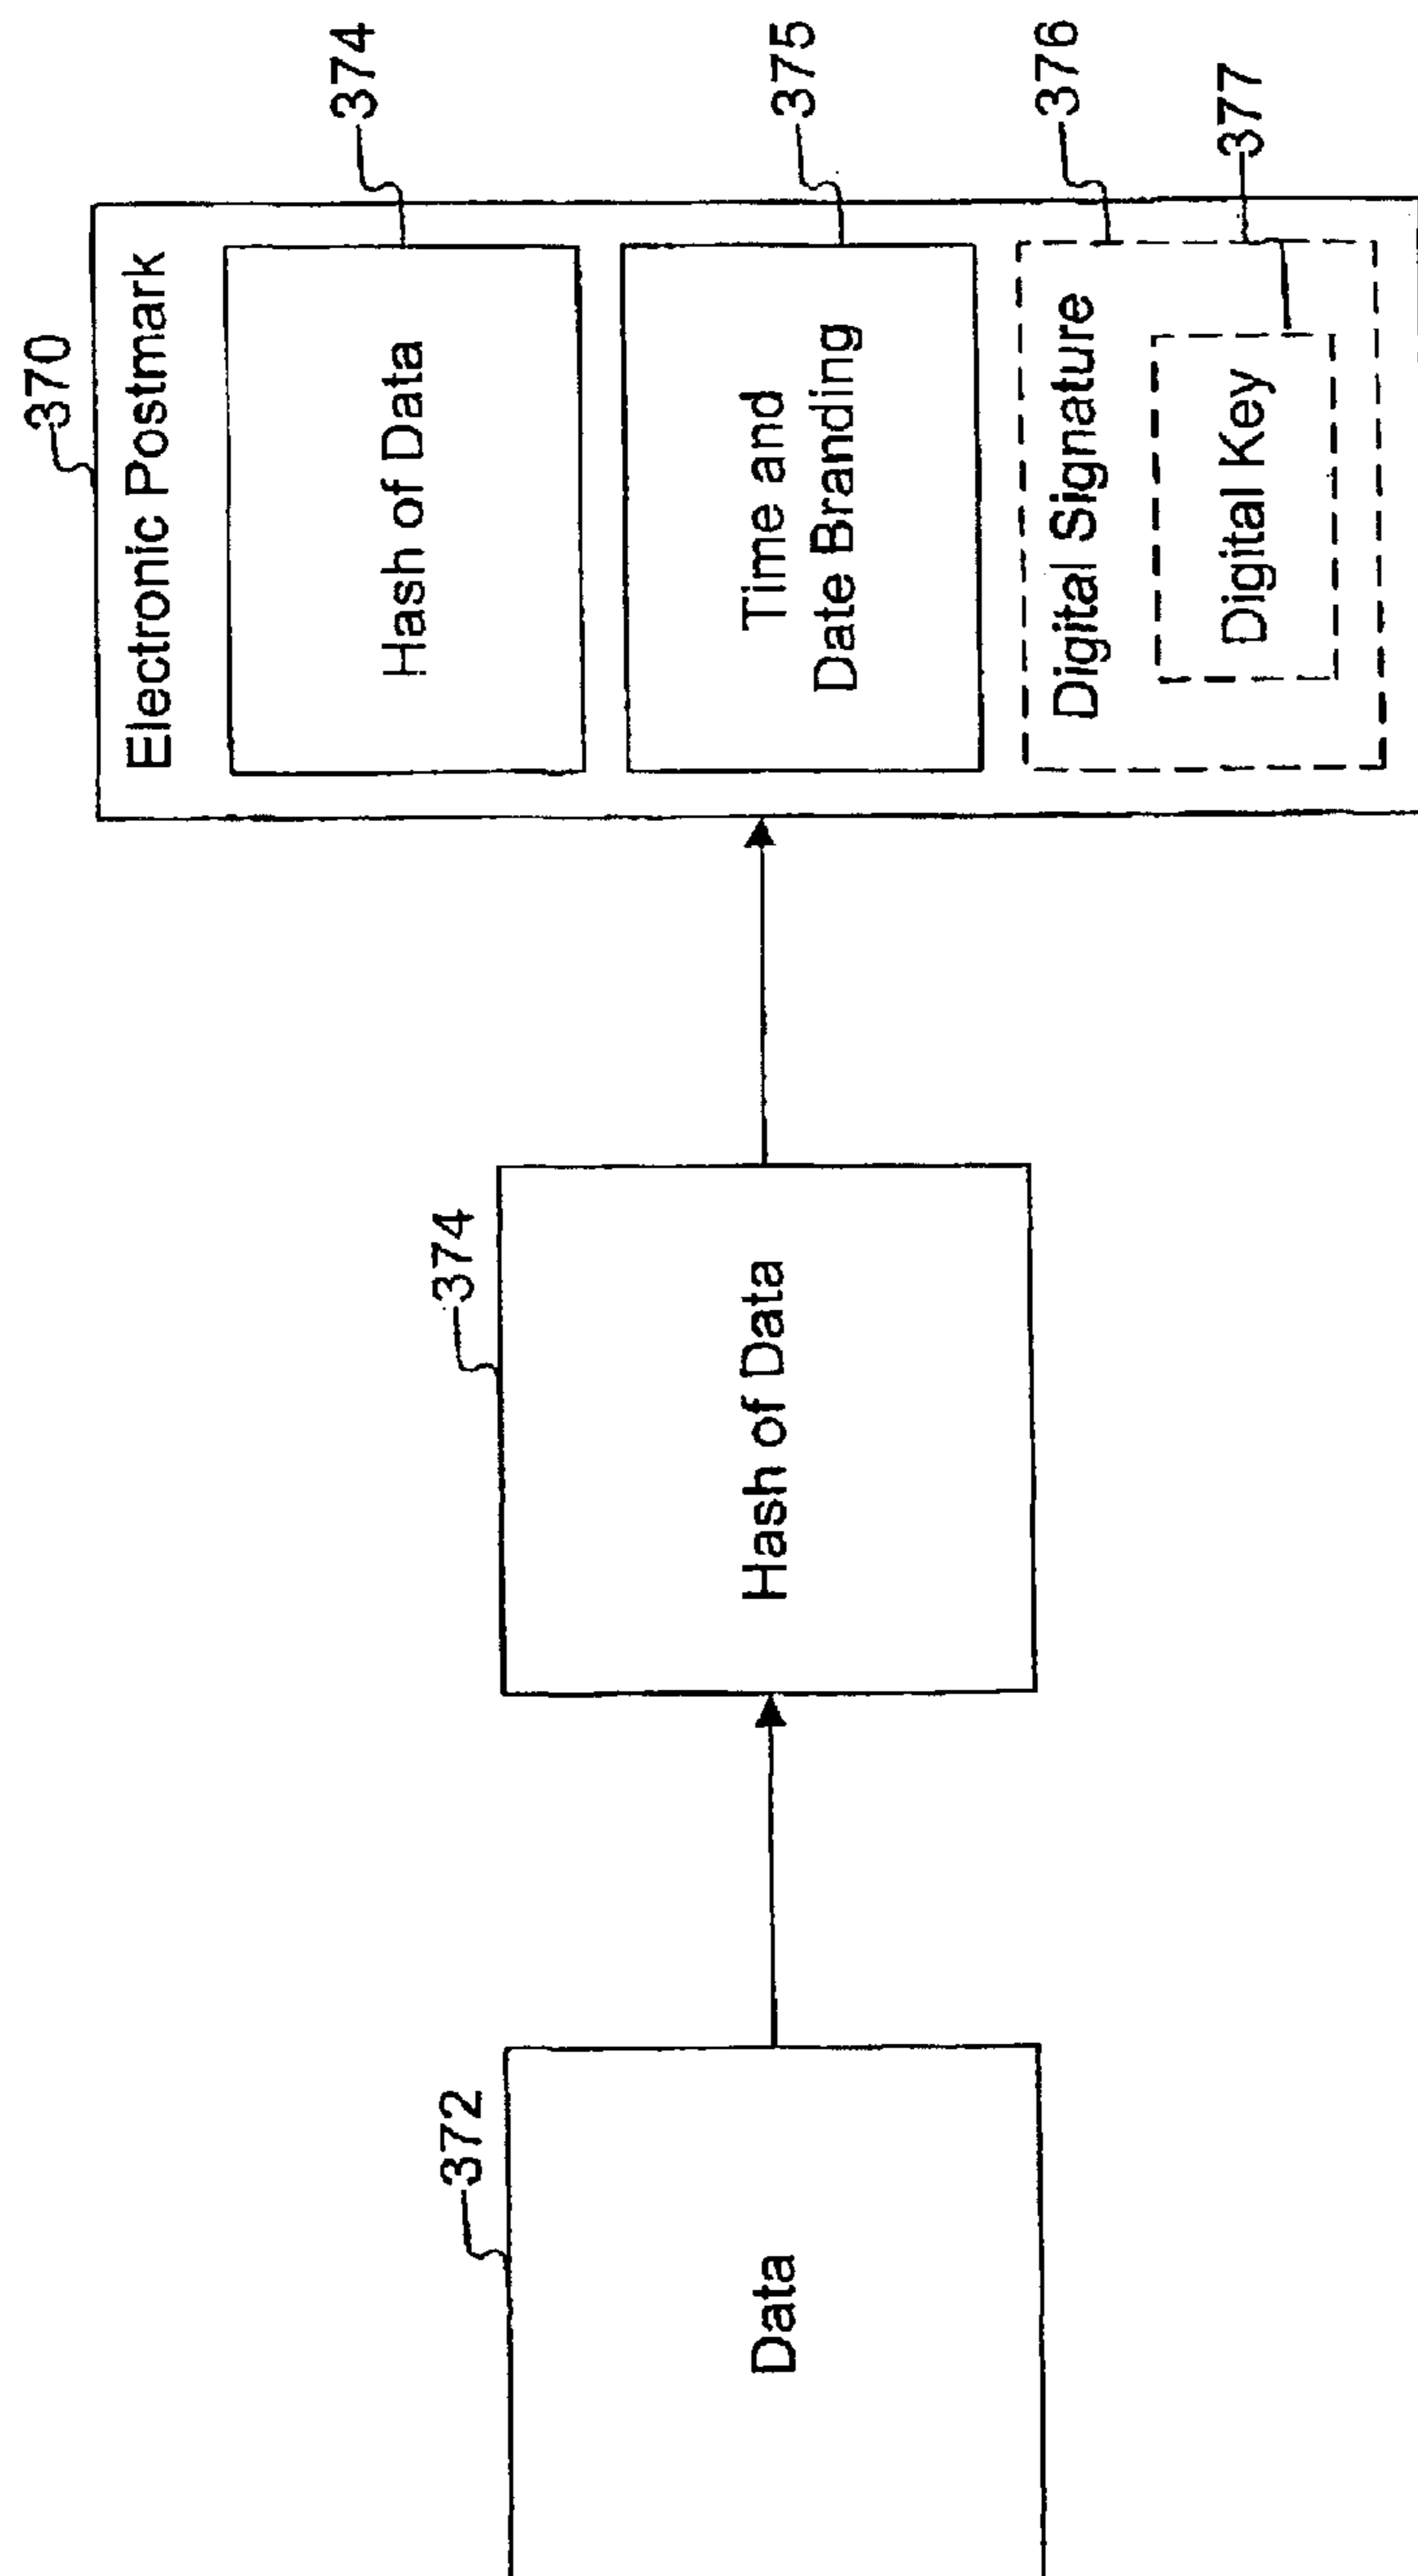 372
Data
374
Hash of Data
370
Electronic Postmark
374
Hash of Data
375
Time and
Date Branding
376
Digital Signature
377
Digital Key